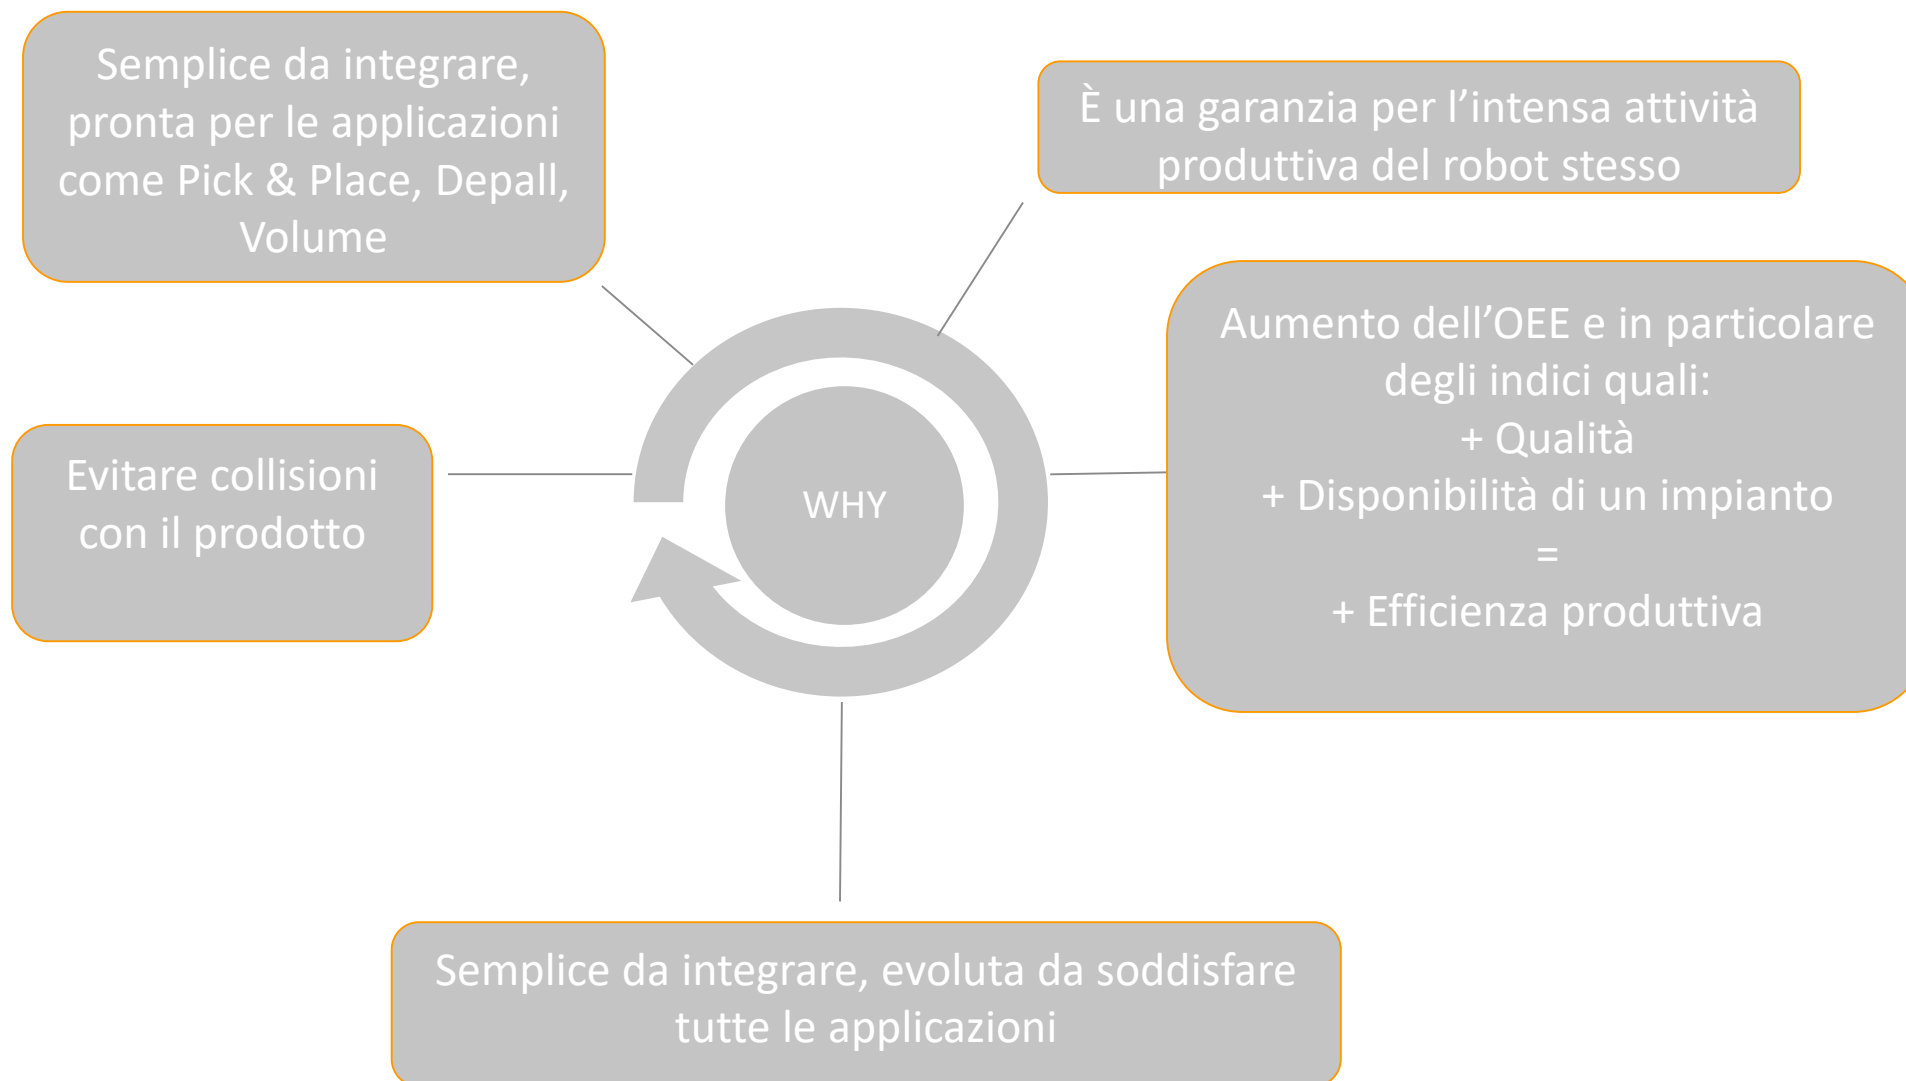 Semplice da integrare,
pronta per le applicazioni
come Pick & Place, Depall,
Volume
È una garanzia per l’intensa attività
produttiva del robot stesso
Aumento dell’OEE e in particolare
degli indici quali:
+ Qualità
+ Disponibilità di un impianto
=
+ Efficienza produttiva
Evitare collisioni
con il prodotto
WHY
Semplice da integrare, evoluta da soddisfare
tutte le applicazioni